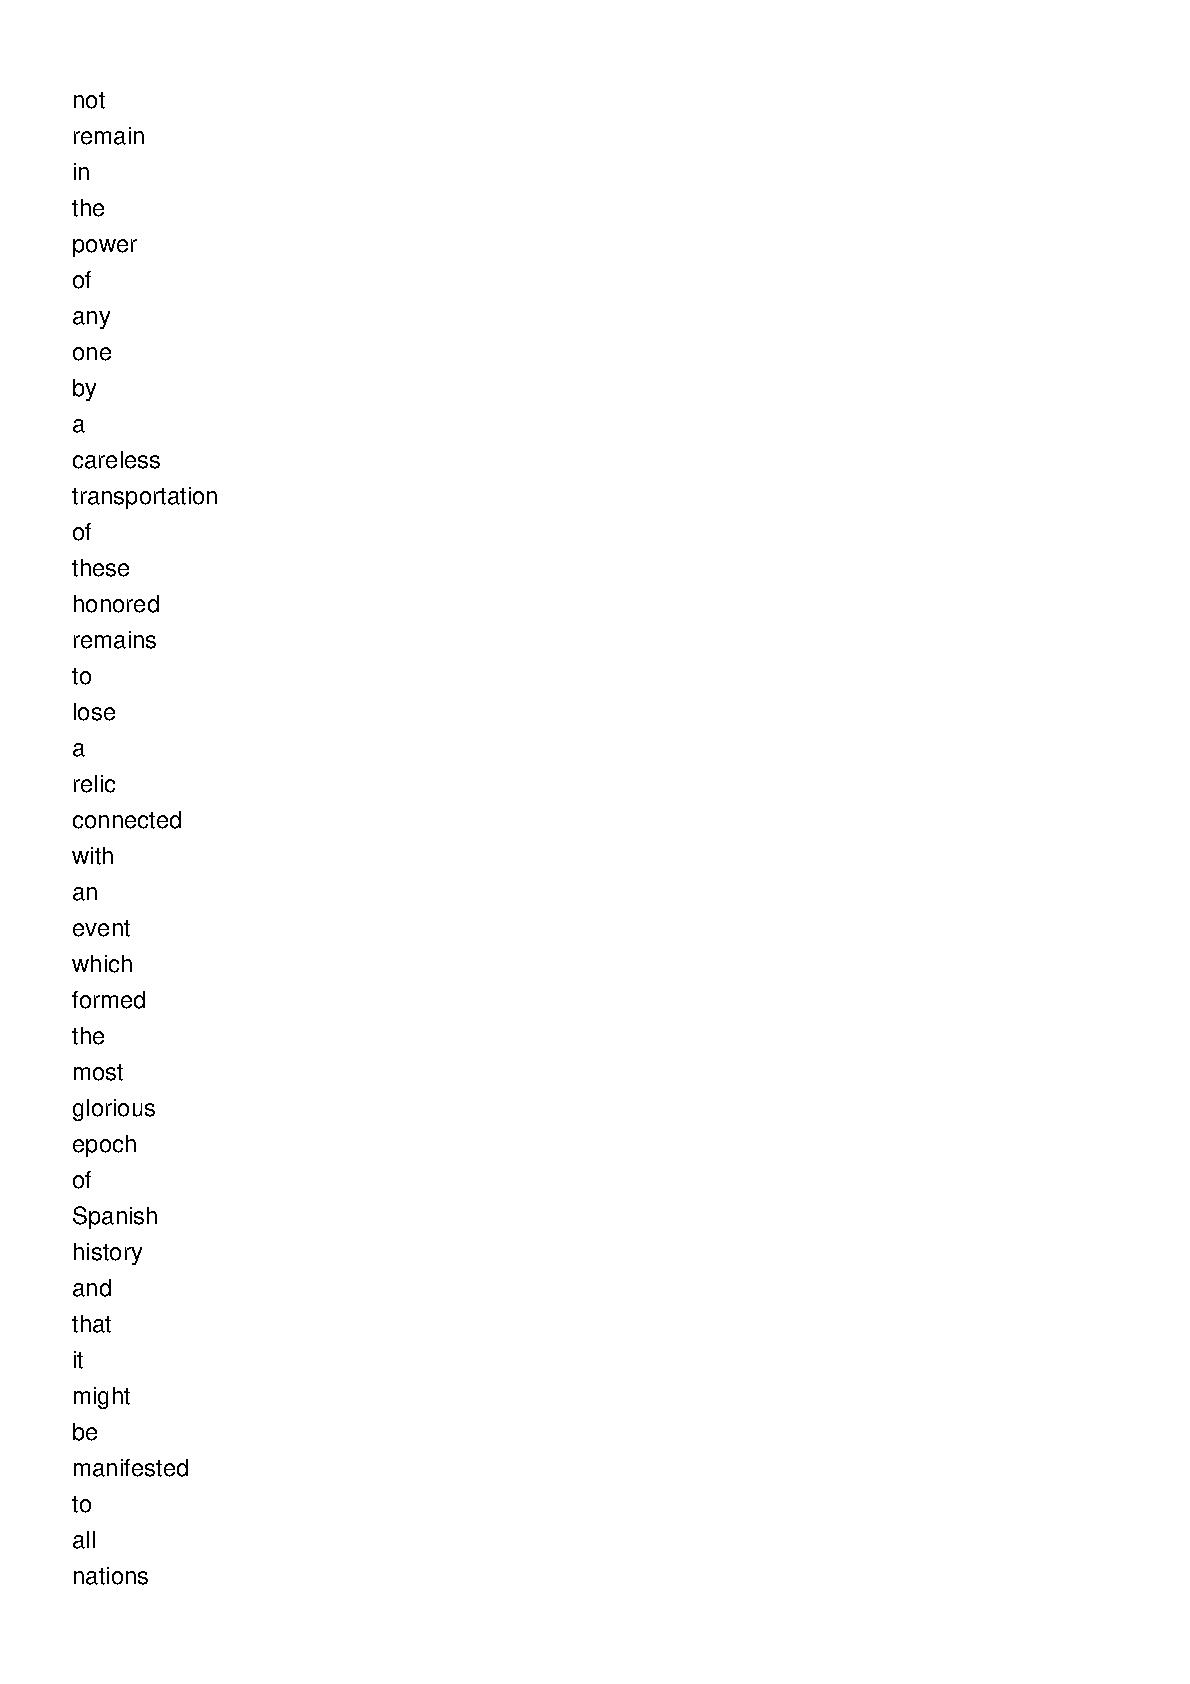 not
remain
in
the
power
of
any
one
by
a
careless
transportation
of
these
honored
remains
to
lose
a
relic
connected
with
an
event
which
formed
the
most
glorious
epoch
of
Spanish
history
and
that
it
might
be
manifested
to
all
nations